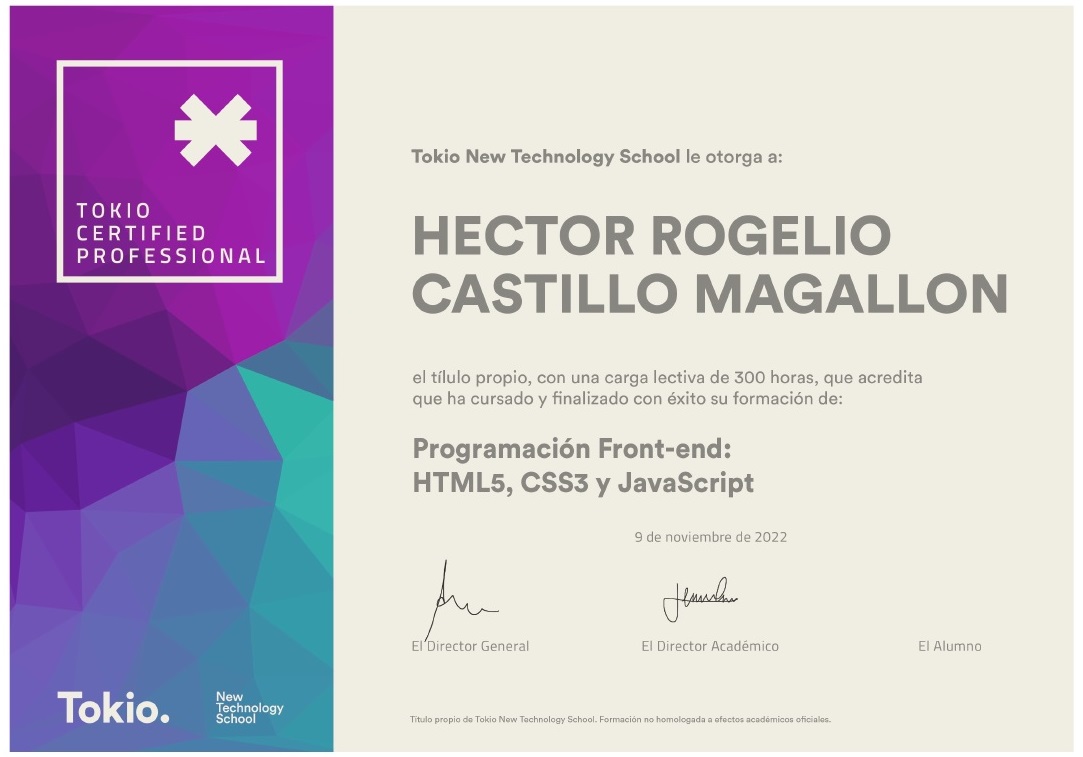 TOKIO
CERTIFIED
PROFESSIONAL
Tokio New Technology School le otorga a:
HECTOR ROGELIO
CASTILLO MAGALLON
el tílulo propio, con una carga lectiva de 300 horas, que acredita
que ha cursado y finalizado con éxito su formación de:
Programación Front-end:
HTML5, CSS3 y JavaScript
9 de noviembre de 2022
El Director General
El Director Académico
El Alumno
Tokio.
New
Technology
School
Título propio de Tokio New Technology School. Formación no homologada a efectos académicos oficiales.